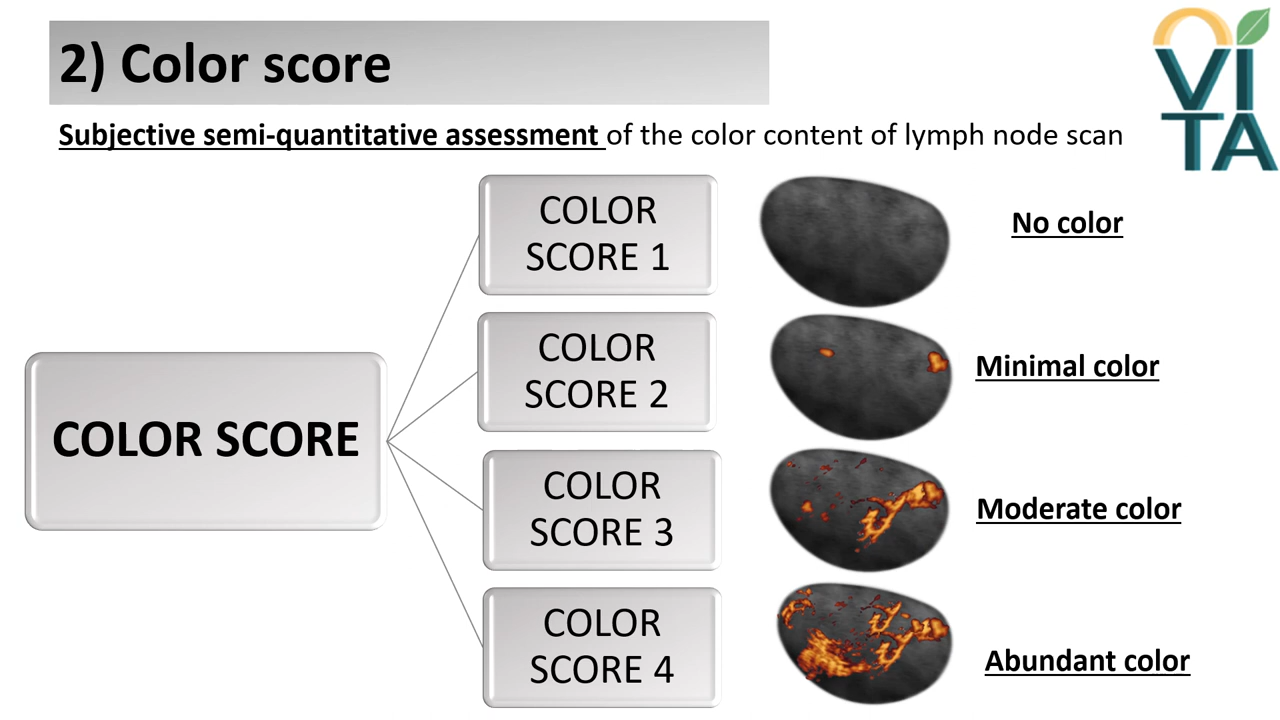 2) Color score
VI
TA
Subjective semi-quantitative assessment of the color content of lymph node scan
COLOR SCORE
COLOR
SCORE 1
No color
COLOR
SCORE 2
Minimal color
COLOR
SCORE 3
Moderate color
COLOR
SCORE 4
Abundant color